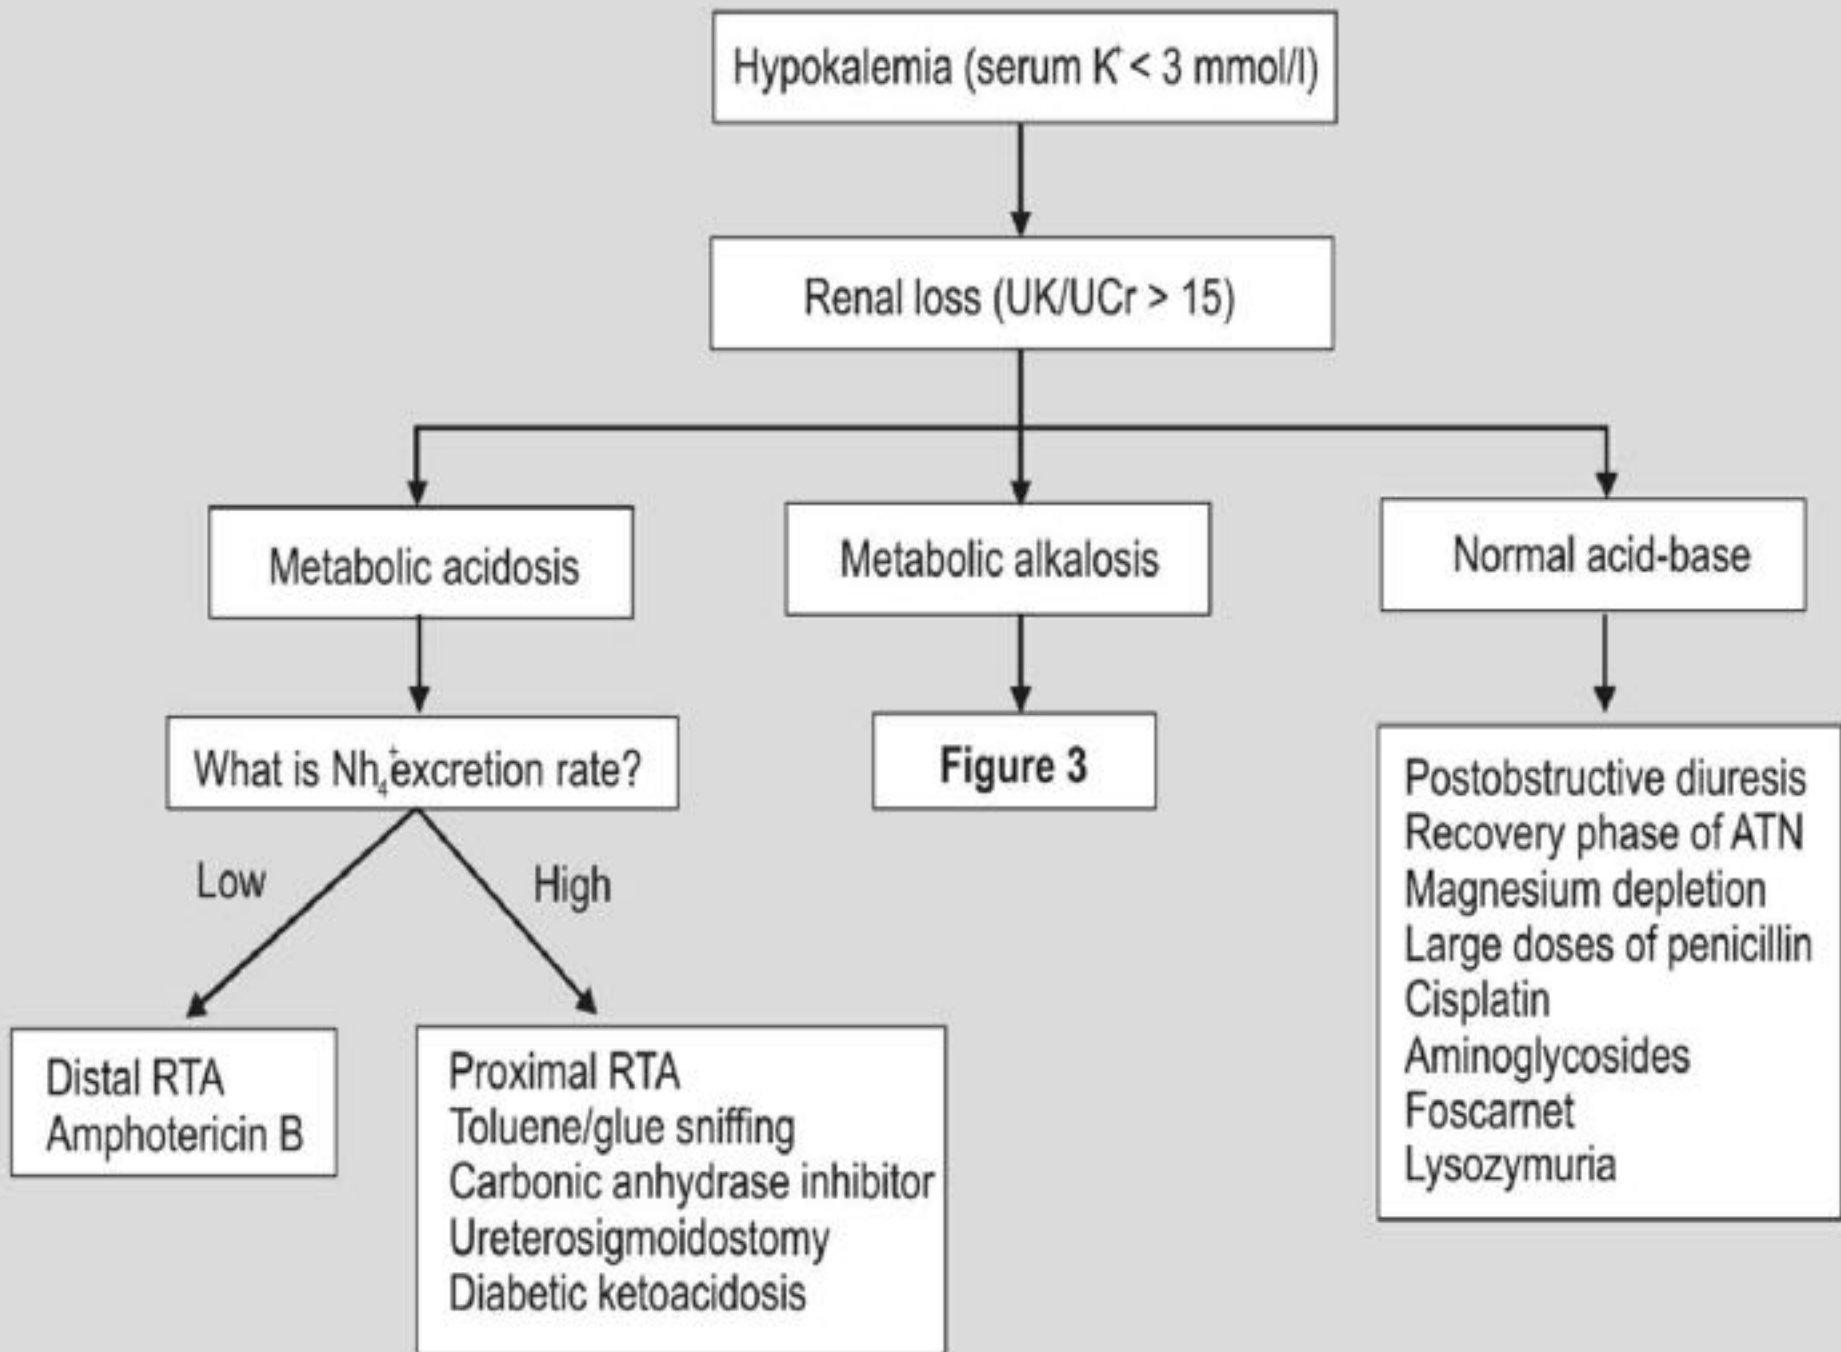 Hypokalemia (serum K⁺ < 3 mmol/l)
Renal loss (UK/UCr > 15)
Metabolic acidosis
Metabolic alkalosis
Normal acid-base
What is Nh₄⁺ excretion rate?
Figure 3
Low
High
Distal RTA
Amphotericin B
Proximal RTA
Toluene/glue sniffing
Carbonic anhydrase inhibitor
Ureterosigmoidostomy
Diabetic ketoacidosis
Postobstructive diuresis
Recovery phase of ATN
Magnesium depletion
Large doses of penicillin
Cisplatin
Aminoglycosides
Foscarnet
Lysozymuria